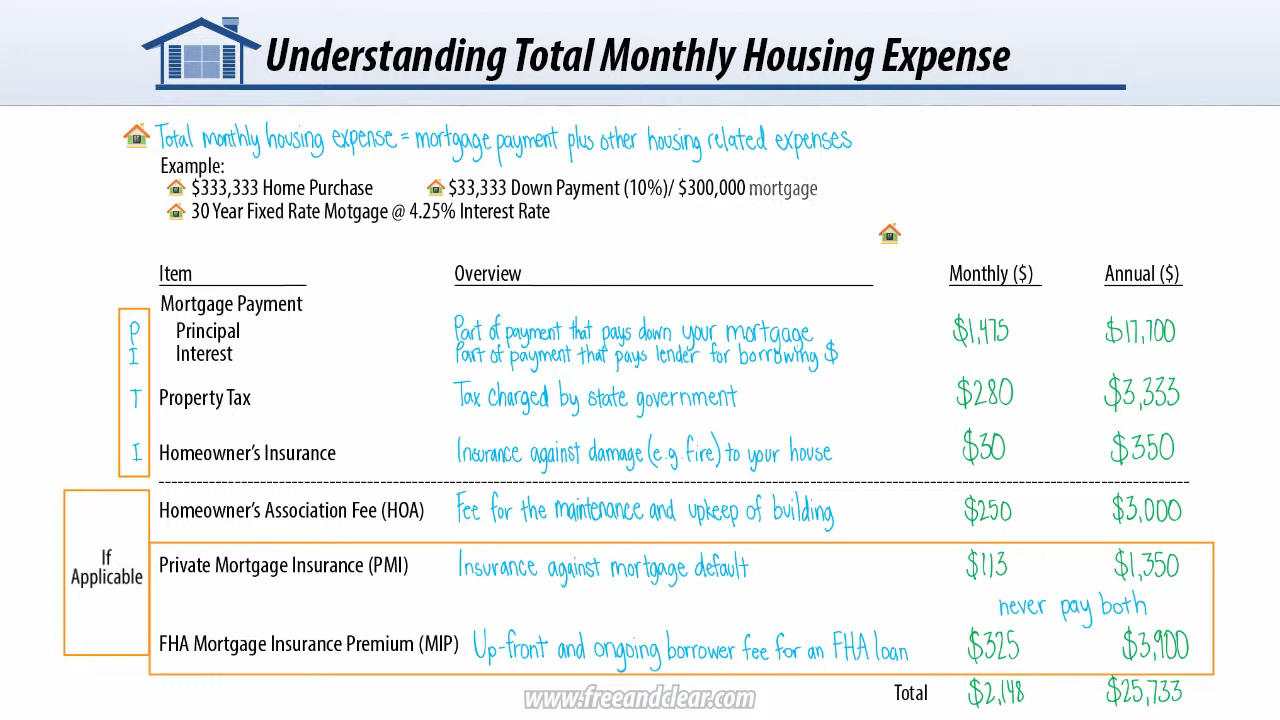 Understanding Total Monthly Housing Expense
Total monthly housing expense = mortgage payment plus other housing related expenses
Example:
$333,333 Home Purchase $33,333 Down Payment (10%)/ $300,000 mortgage
30 Year Fixed Rate Motgage @ 4.25% Interest Rate
Item Overview Monthly ($) Annual ($)
Mortgage Payment
P Principal Part of payment that pays down your mortgage $1,475 $17,700
I Interest Part of payment that pays lender for borrowing $
T Property Tax Tax charged by state government $280 $3,333
I Homeowner's Insurance Insurance against damage (e.g. fire) to your house $30 $350
Homeowner's Association Fee (HOA) Fee for the maintenance and upkeep of building $250 $3,000
If
Applicable
Private Mortgage Insurance (PMI) Insurance against mortgage default $113 $1,350
never pay both
FHA Mortgage Insurance Premium (MIP) Up-front and ongoing borrower fee for an FHA loan $325 $3,900
Total $2,148 $25,733
www.freeandclear.com